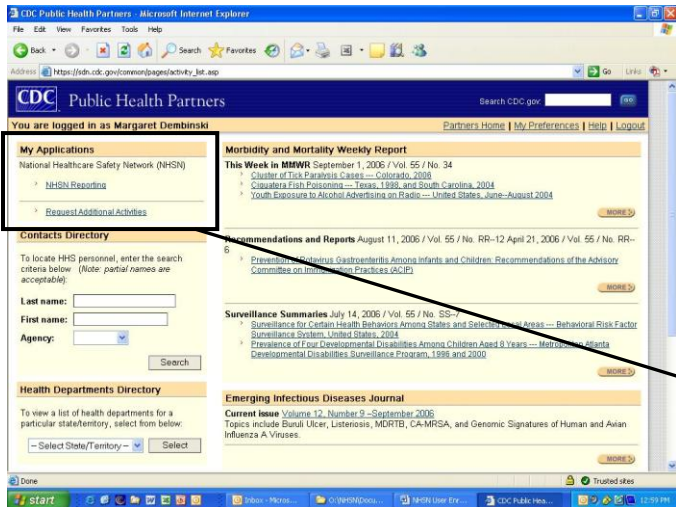 CDC Public Health Partners - Microsoft Internet Explorer
File Edit View Favorites Tools Help
Back Search Favorites
Address https://sdn.cdc.gov/common/pages/activity_list.asp Go Links
CDC Public Health Partners Search CDC.gov: GO
You are logged in as Margaret Dembinski Partners Home | My Preferences | Help | Logout
My Applications
National Healthcare Safety Network (NHSN)
NHSN Reporting
Request Additional Activities
Contacts Directory
To locate HHS personnel, enter the search
criteria below (Note: partial names are
acceptable):
Last name:
First name:
Agency:
Search
Health Departments Directory
To view a list of health departments for a
particular state/territory, select from below:
-- Select State/Territory -- Select
Morbidity and Mortality Weekly Report
This Week in MMWR September 1, 2006 / Vol. 55 / No. 34
Cluster of Tick Paralysis Cases --- Colorado, 2006
Ciguatera Fish Poisoning --- Texas, 1998, and South Carolina, 2004
Youth Exposure to Alcohol Advertising on Radio --- United States, June--August 2004
MORE
Recommendations and Reports August 11, 2006 / Vol. 55 / No. RR--12 April 21, 2006 / Vol. 55 / No. RR--
6
Prevention of Rotavirus Gastroenteritis Among Infants and Children: Recommendations of the Advisory
Committee on Immunization Practices (ACIP)
MORE
Surveillance Summaries July 14, 2006 / Vol. 55 / No. SS--7
Surveillance for Certain Health Behaviors Among States and Selected Local Areas --- Behavioral Risk Factor
Surveillance System, United States, 2004
Prevalence of Four Developmental Disabilities Among Children Aged 8 Years --- Metropolitan Atlanta
Developmental Disabilities Surveillance Program, 1996 and 2000
MORE
Emerging Infectious Diseases Journal
Current issue Volume 12, Number 9 --September 2006
Topics include Buruli Ulcer, Listeriosis, MDRTB, CA-MRSA, and Genomic Signatures of Human and Avian
Influenza A Viruses.
MORE
Done Trusted sites
start Inbox - Micros... O:\NHSN\Docu... NHSN User Enr... CDC Public Hea... 12:59 PM